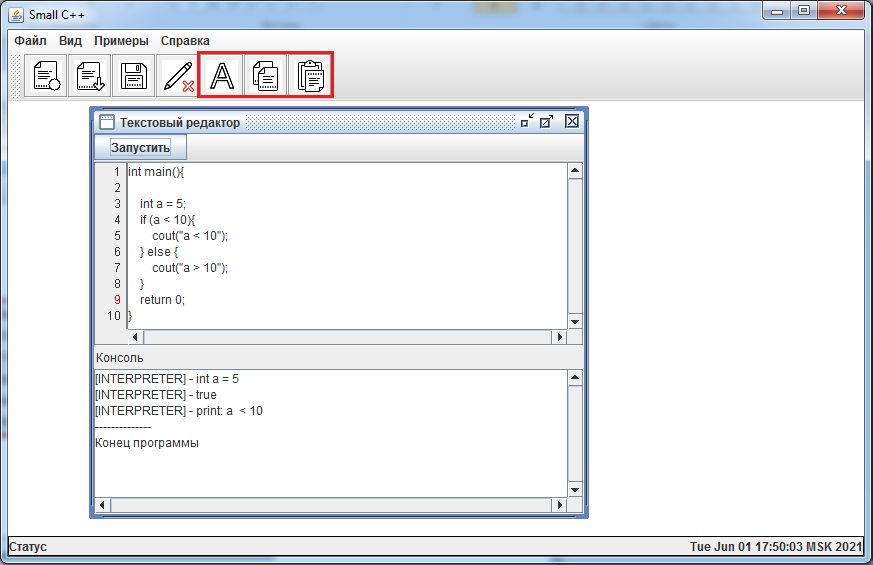 Small C++
Файл Вид Примеры Справка
A
Текстовый редактор
Запустить
1 int main(){
2
3 int a = 5;
4 if (a < 10){
5 cout("a < 10");
6 } else {
7 cout("a > 10");
8 }
9 return 0;
10 }
Консоль
[INTERPRETER] - int a = 5
[INTERPRETER] - true
[INTERPRETER] - print: a  < 10
--------------
Конец программы
Статус Tue Jun 01 17:50:03 MSK 2021